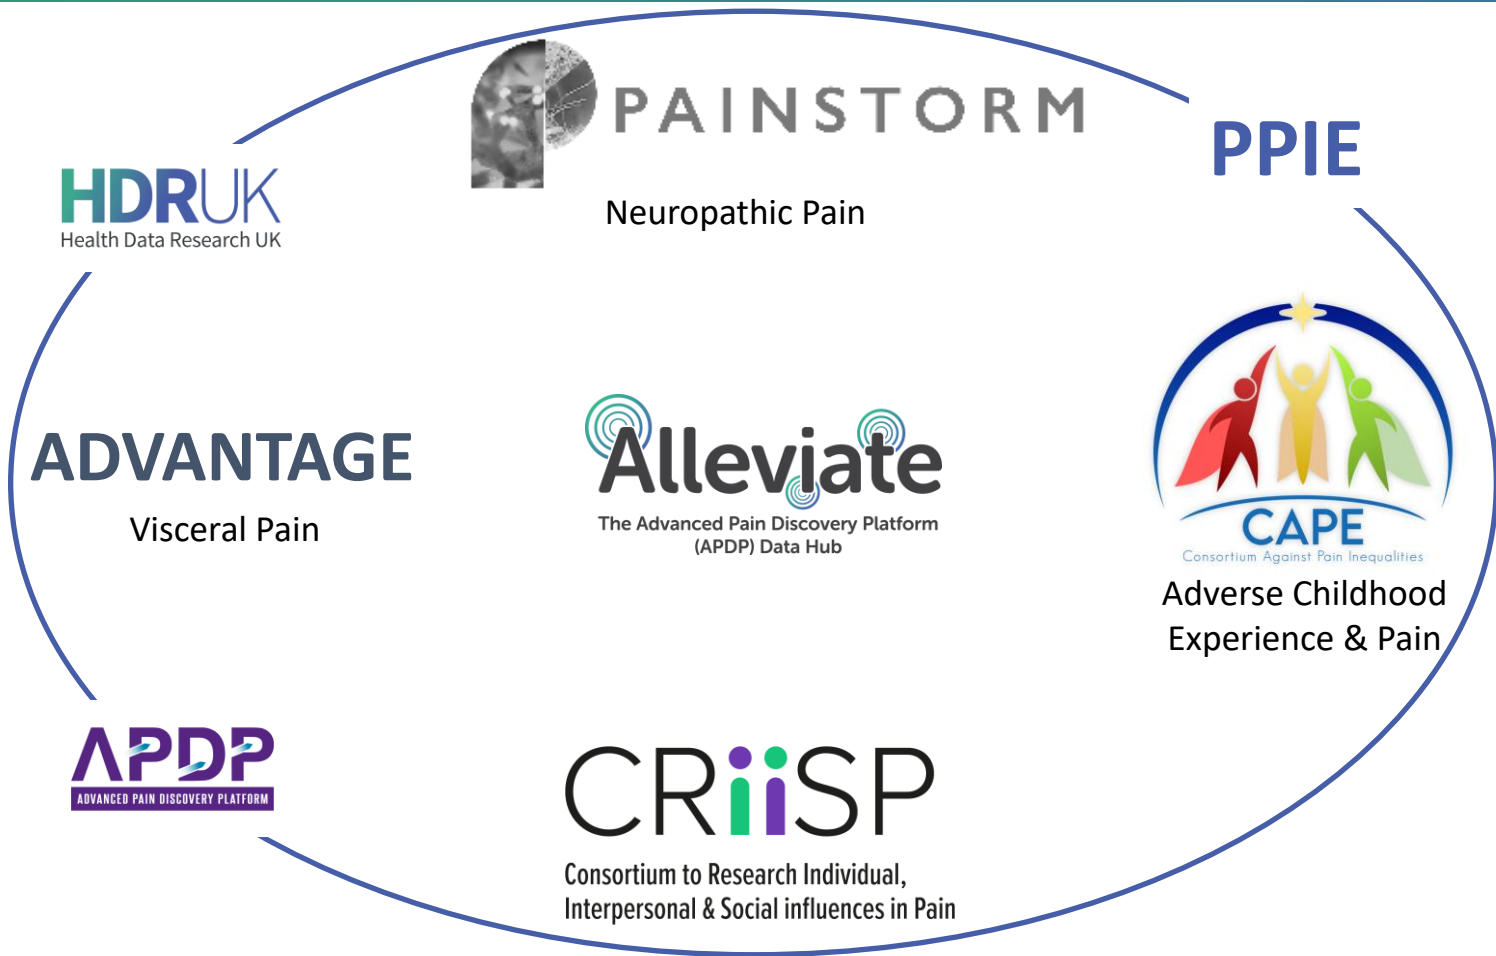 PAINSTORM
Neuropathic Pain
PPIE
HDRUK
Health Data Research UK
ADVANTAGE
Visceral Pain
Alleviate
The Advanced Pain Discovery Platform
(APDP) Data Hub
CAPE
Consortium Against Pain Inequalities
Adverse Childhood
Experience & Pain
APDP
ADVANCED PAIN DISCOVERY PLATFORM
CRiiSP
Consortium to Research Individual,
Interpersonal & Social influences in Pain